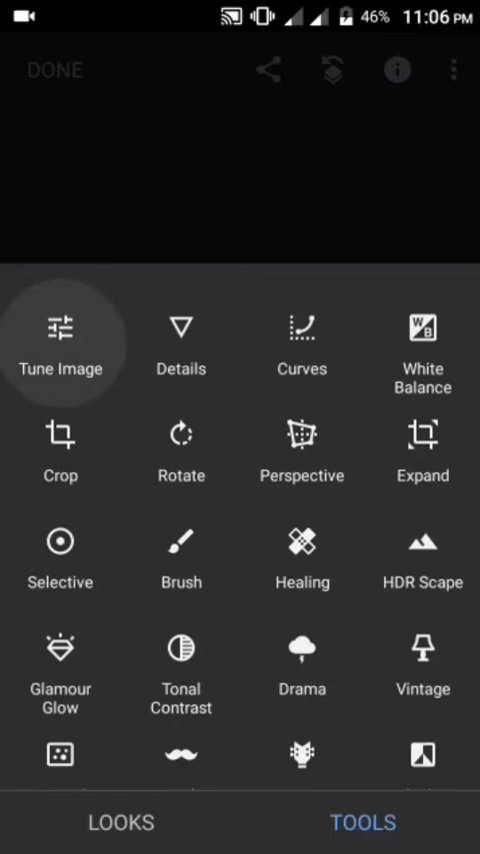 46% 11:06 PM
DONE
Tune Image Details Curves White
Balance
W
B
Crop Rotate Perspective Expand
Selective Brush Healing HDR Scape
Glamour Tonal Drama Vintage
Glow Contrast
LOOKS TOOLS